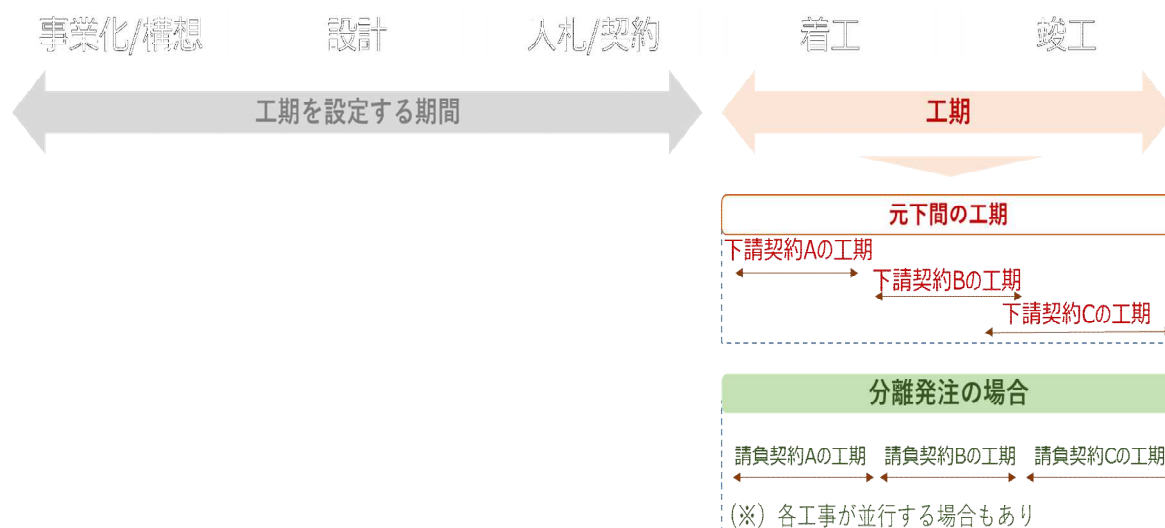 事業化/構想 設計 入札/契約 着工 竣工
工期を設定する期間 工期
元下間の工期
下請契約Aの工期
下請契約Bの工期
下請契約Cの工期
分離発注の場合
請負契約Aの工期 請負契約Bの工期 請負契約Cの工期
(※) 各工事が並行する場合もあり